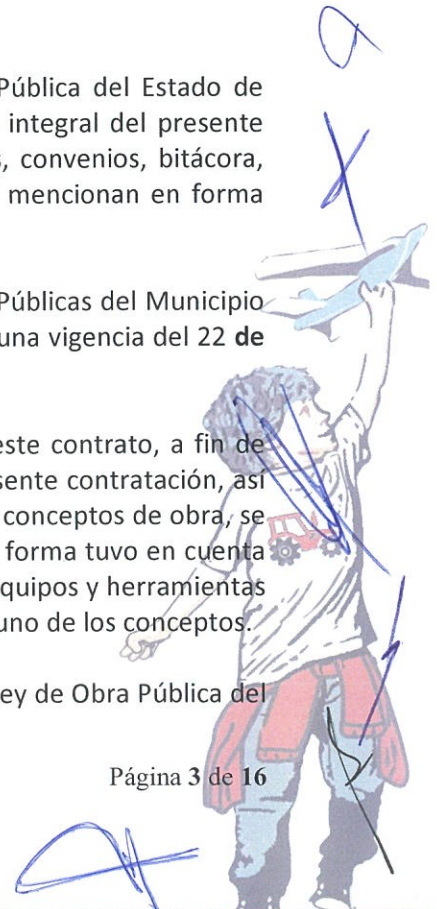 Pública del Estado de
integral del presente
s, convenios, bitácora,
mencionan en forma
Públicas del Municipio
una vigencia del 22 de
este contrato, a fin de
sente contratación, así
conceptos de obra, se
forma tuvo en cuenta
equipos y herramientas
uno de los conceptos.
ey de Obra Pública del
Página 3 de 16